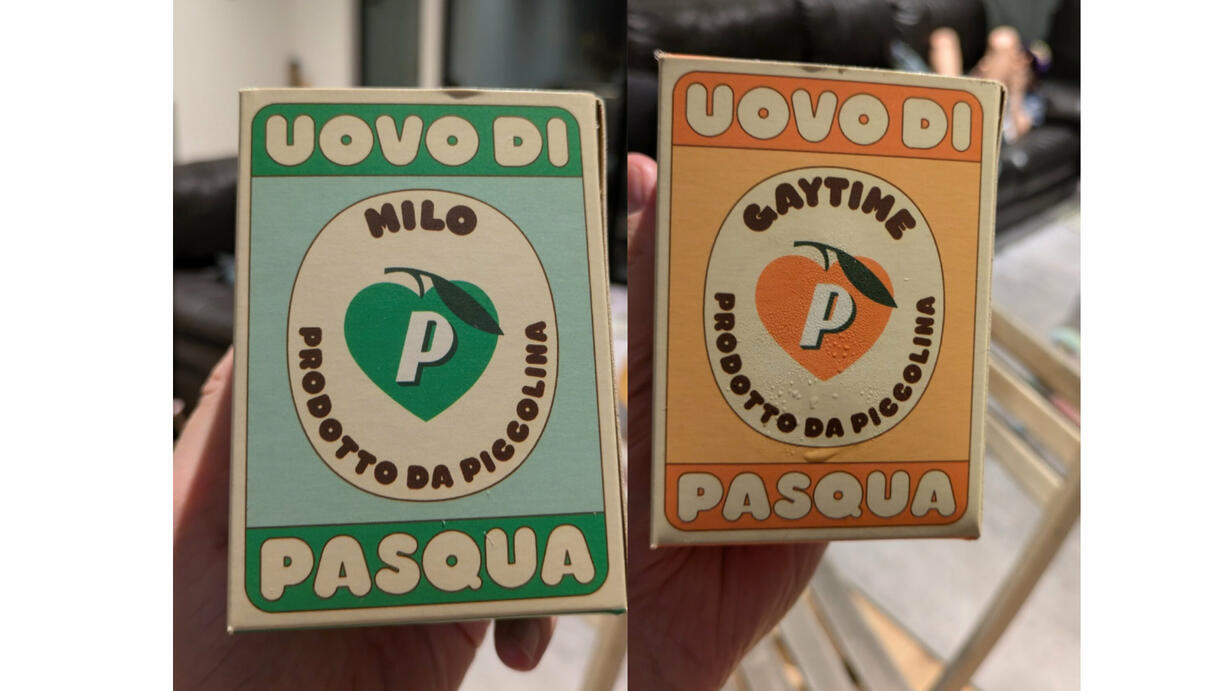 UOVO DI
MILO
P
PRODOTTO DA PICCOLINA
PASQUA
UOVO DI
GAYTIME
P
PRODOTTO DA PICCOLINA
PASQUA